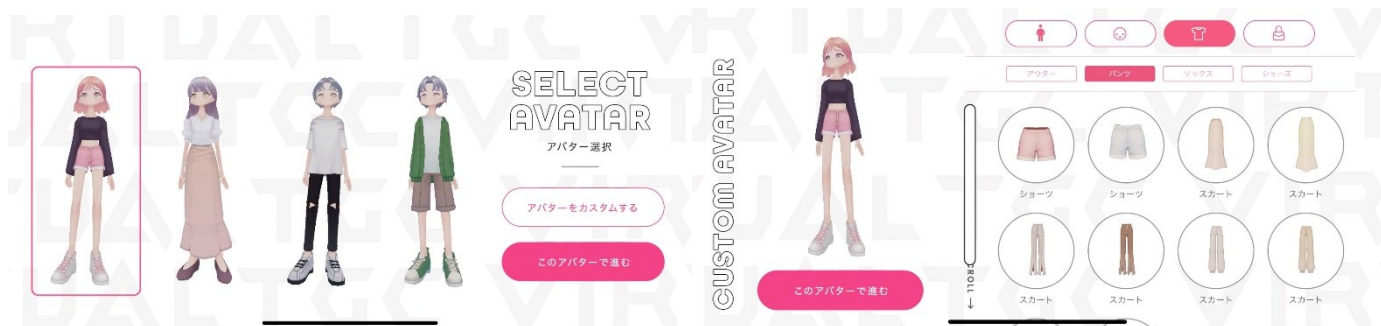 SELECT
AVATAR
アバター選択
アバターをカスタムする
このアバターで進む
CUSTOM AVATAR
このアバターで進む
アウター
パンツ
ソックス
シューズ
ショーツ
ショーツ
スカート
スカート
スカート
スカート
スカート
スカート